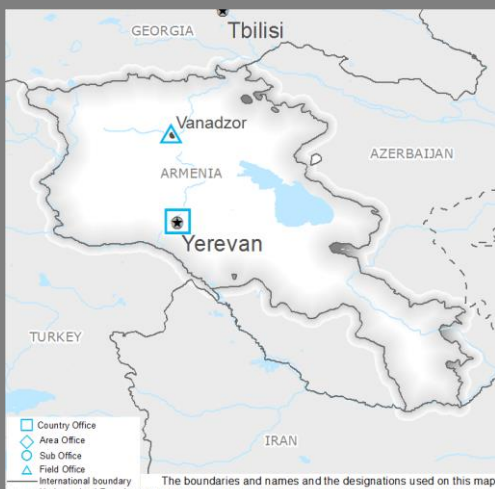 GEORGIA
Tbilisi
Vanadzor
AZERBAIJAN
ARMENIA
Yerevan
TURKEY
IRAN
Country Office
Area Office
Sub Office
Field Office
International boundary
The boundaries and names and the designations used on this map